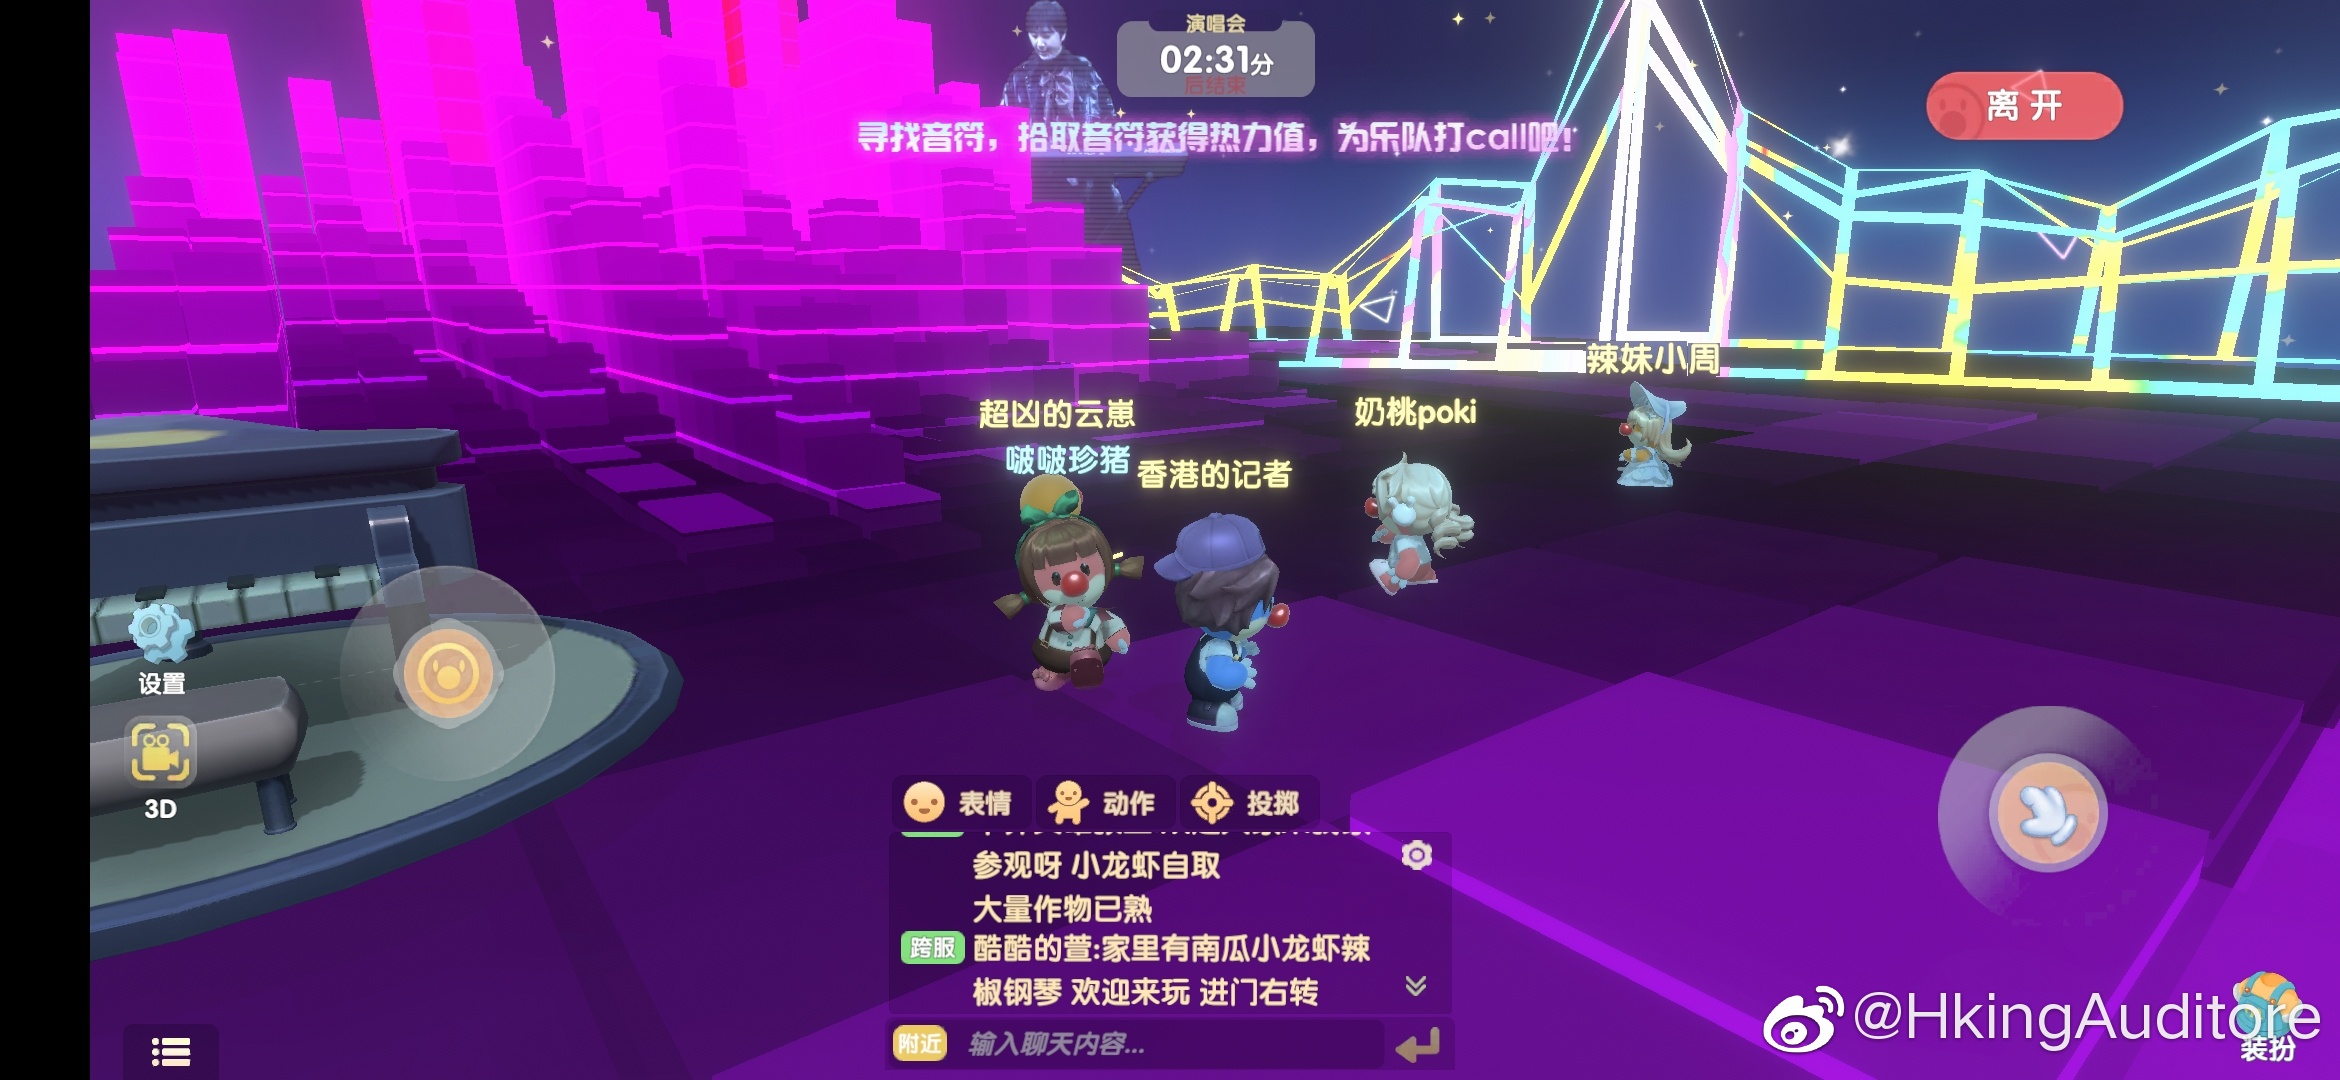 演唱会
02:31分
后结束
离开
寻找音符，拾取音符获得热力值，为乐队打call吧！
辣妹小周
超凶的云崽
奶桃poki
啵啵珍猪
香港的记者
设置
3D
表情 动作 投掷
参观呀 小龙虾自取
大量作物已熟
跨服 酷酷的萱:家里有南瓜小龙虾辣
椒钢琴 欢迎来玩 进门右转
附近 输入聊天内容...
@HkingAuditore
装扮